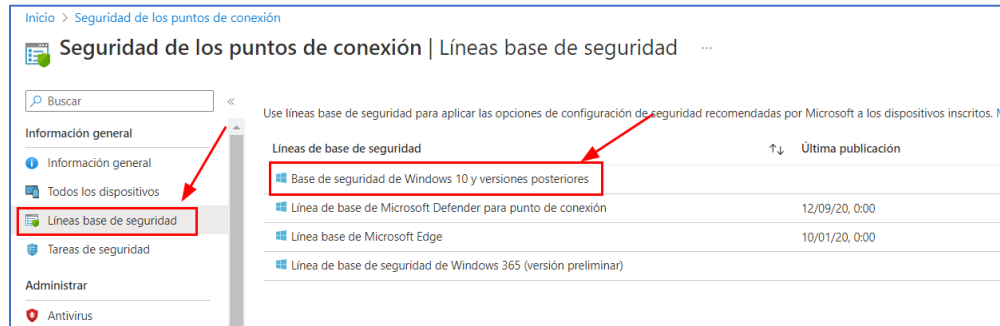 Inicio > Seguridad de los puntos de conexión
Seguridad de los puntos de conexión | Líneas base de seguridad ...
Buscar
Use líneas base de seguridad para aplicar las opciones de configuración de seguridad recomendadas por Microsoft a los dispositivos inscritos.
Información general
Líneas de base de seguridad Última publicación
Información general
Base de seguridad de Windows 10 y versiones posteriores
Todos los dispositivos
Línea de base de Microsoft Defender para punto de conexión 12/09/20, 0:00
Líneas base de seguridad
Línea base de Microsoft Edge 10/01/20, 0:00
Tareas de seguridad
Línea de base de seguridad de Windows 365 (versión preliminar)
Administrar
Antivirus